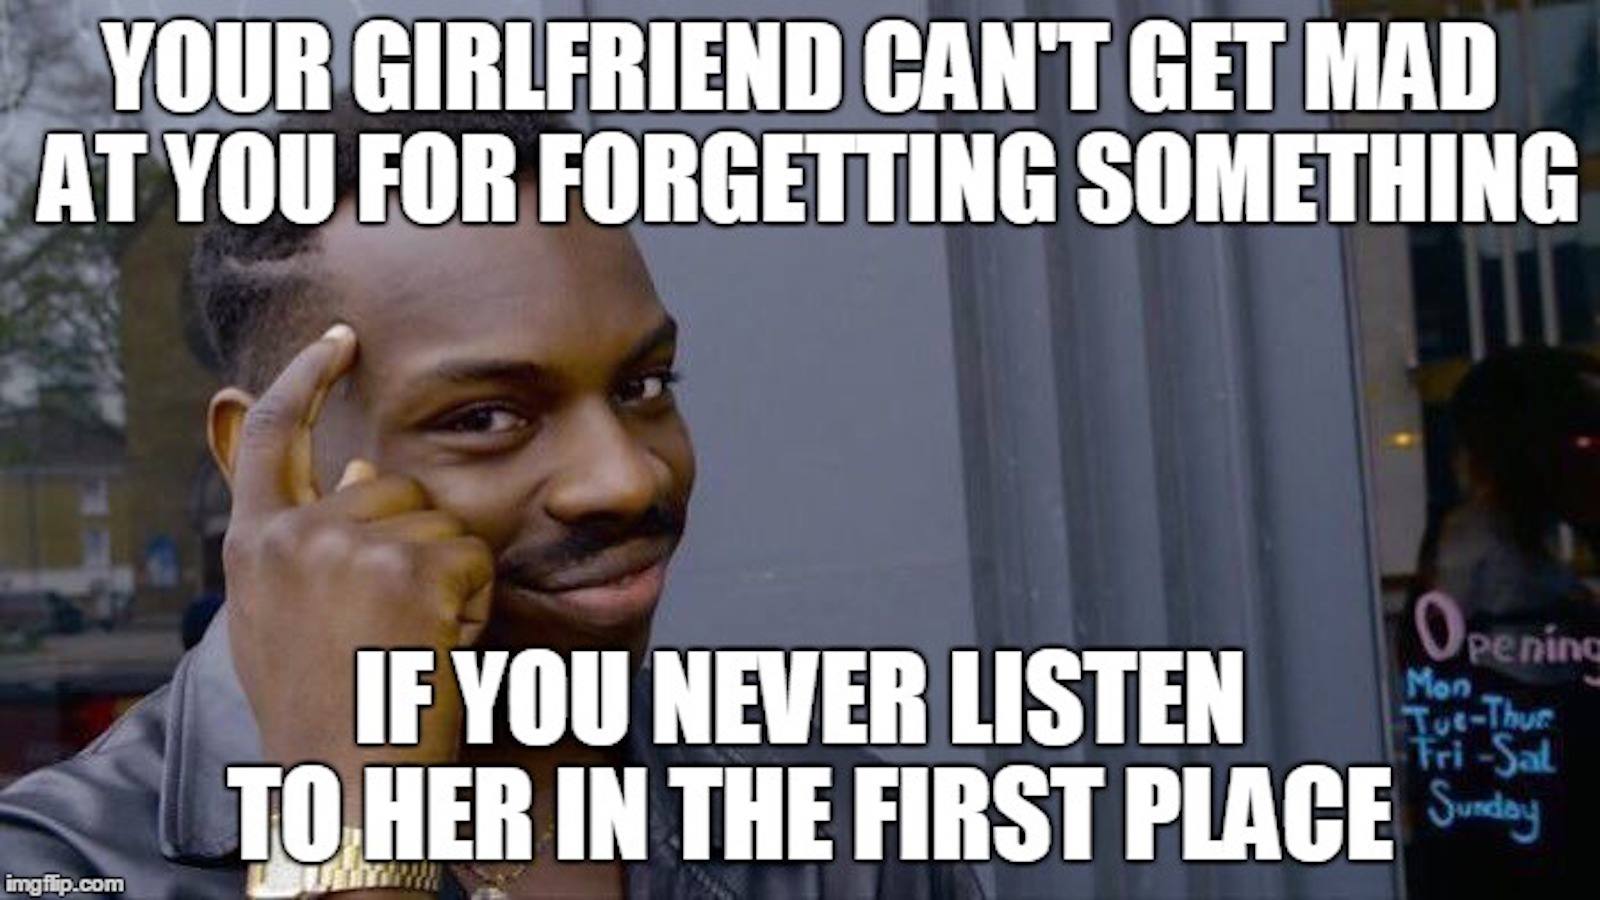 YOUR GIRLFRIEND CAN'T GET MAD
AT YOU FOR FORGETTING SOMETHING
IF YOU NEVER LISTEN
TO HER IN THE FIRST PLACE
Opening
Mon
Tue-Thur
Fri-Sat
Sunday
imgflip.com